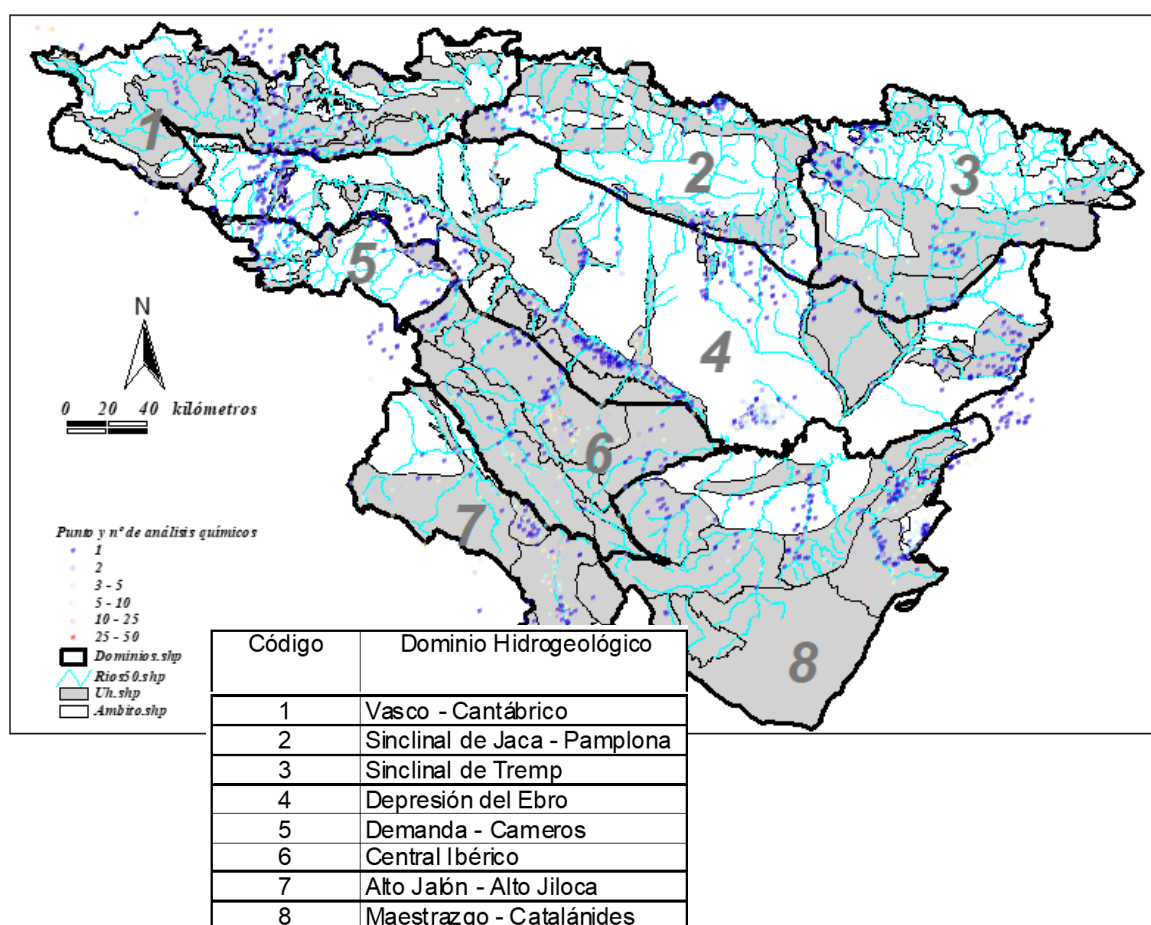 1
2
3
5
4
6
7
8
N
0 20 40 kilómetros
Punto y nº de análisis químicos
1
2
3 - 5
5 - 10
10 - 25
25 - 50
Dominios.shp
Rios50.shp
Uh.shp
Ambito.shp
Código Dominio Hidrogeológico
1 Vasco - Cantábrico
2 Sinclinal de Jaca - Pamplona
3 Sinclinal de Tremp
4 Depresión del Ebro
5 Demanda - Cameros
6 Central Ibérico
7 Alto Jalón - Alto Jiloca
8 Maestrazgo - Catalánides